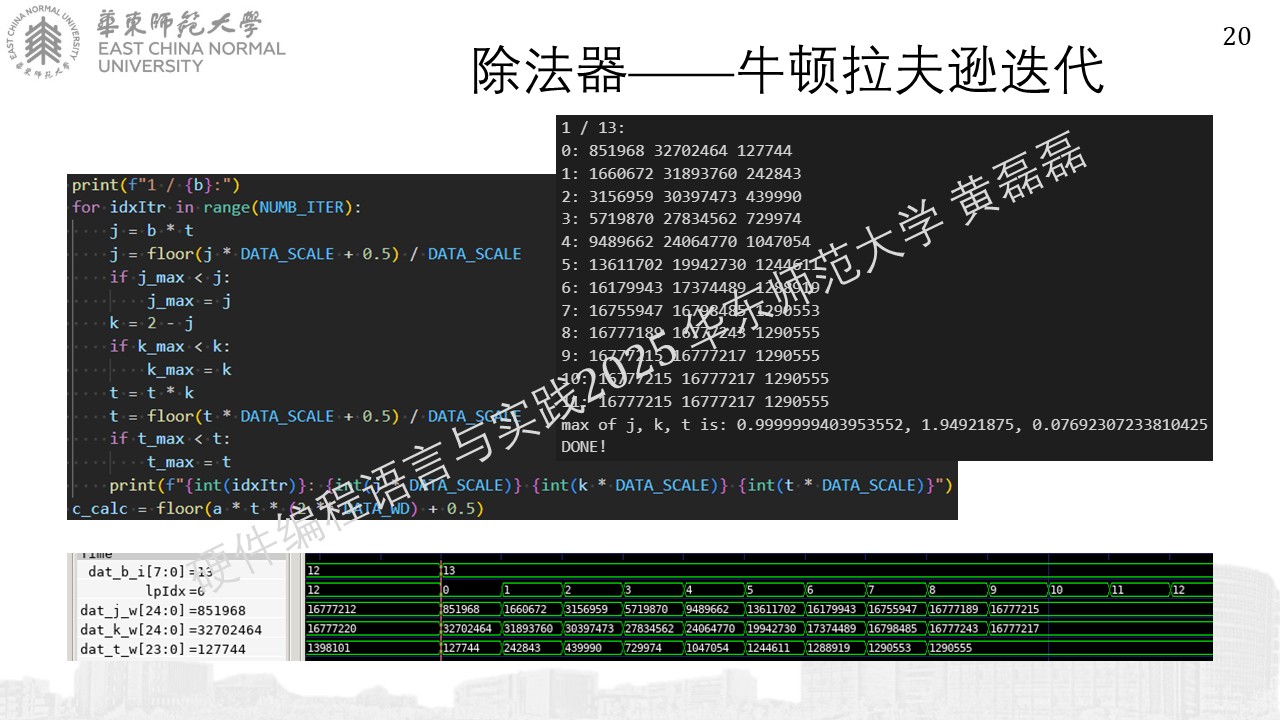 華東師範大學
EAST CHINA NORMAL
UNIVERSITY
20
除法器——牛顿拉夫逊迭代
print(f"1 / {b}:")
for idxItr in range(NUMB_ITER):
j = b * t
j = floor(j * DATA_SCALE + 0.5) / DATA_SCALE
if j_max < j:
j_max = j
k = 2 - j
if k_max < k:
k_max = k
t = t * k
t = floor(t * DATA_SCALE + 0.5) / DATA_SCALE
if t_max < t:
t_max = t
print(f"{int(idxItr)}: {int(j * DATA_SCALE)} {int(k * DATA_SCALE)} {int(t * DATA_SCALE)}")
c_calc = floor(a * t * (2 ** DATA_WD) + 0.5)
1 / 13:
0: 851968 32702464 127744
1: 1660672 31893760 242843
2: 3156959 30397473 439990
3: 5719870 27834562 729974
4: 9489662 24064770 1047054
5: 13611702 19942730 1244611
6: 16179943 17374489 1288919
7: 16755947 16798485 1290553
8: 16777189 16777243 1290555
9: 16777215 16777217 1290555
10: 16777215 16777217 1290555
11: 16777215 16777217 1290555
max of j, k, t is: 0.9999999403953552, 1.94921875, 0.07692307233810425
DONE!
硬件编程语言与实践2025 华东师范大学 黄磊磊
Time
dat_b_i[7:0]=13 12 13
lpIdx=0 12 0 1 2 3 4 5 6 7 8 9 10 11 12
dat_j_w[24:0]=851968 16777212 851968 1660672 3156959 5719870 9489662 13611702 16179943 16755947 16777189 16777215
dat_k_w[24:0]=32702464 16777220 32702464 31893760 30397473 27834562 24064770 19942730 17374489 16798485 16777243 16777217
dat_t_w[23:0]=127744 1398101 127744 242843 439990 729974 1047054 1244611 1288919 1290553 1290555